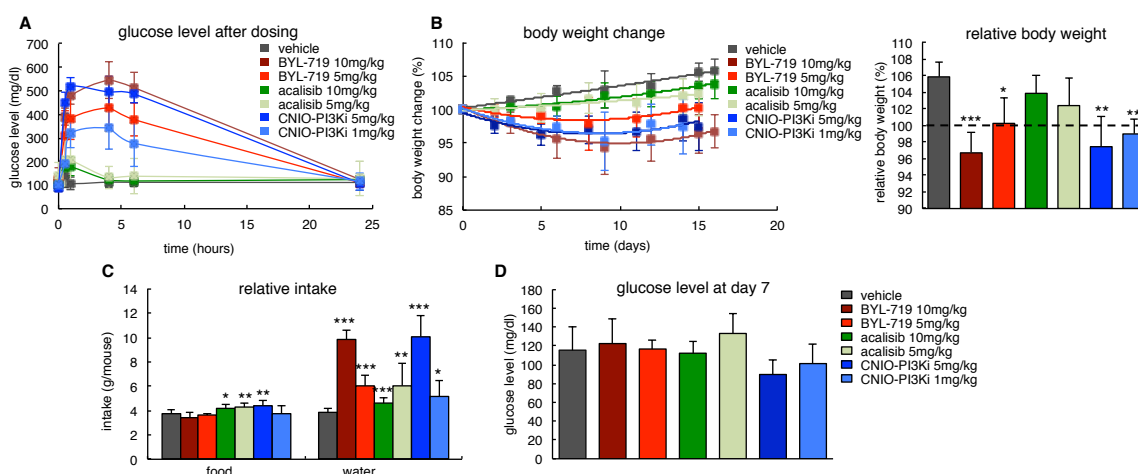 A
glucose level after dosing
700
600
500
400
300
200
100
0
glucose level (mg/dl)
0
5
10
15
20
25
time (hours)
vehicle
BYL-719 10mg/kg
BYL-719 5mg/kg
acalisib 10mg/kg
acalisib 5mg/kg
CNIO-PI3Ki 5mg/kg
CNIO-PI3Ki 1mg/kg
B
body weight change
110
105
100
95
90
85
body weight change (%)
0
5
10
15
20
time (days)
vehicle
BYL-719 10mg/kg
BYL-719 5mg/kg
acalisib 10mg/kg
acalisib 5mg/kg
CNIO-PI3Ki 5mg/kg
CNIO-PI3Ki 1mg/kg
relative body weight
110
108
106
104
102
100
98
96
94
92
90
relative body weight (%)
***
*
**
**
C
relative intake
14
12
10
8
6
4
2
0
intake (g/mouse)
*
**
**
***
***
***
**
***
*
food
water
D
glucose level at day 7
180
160
140
120
100
80
60
40
20
0
glucose level (mg/dl)
vehicle
BYL-719 10mg/kg
BYL-719 5mg/kg
acalisib 10mg/kg
acalisib 5mg/kg
CNIO-PI3Ki 5mg/kg
CNIO-PI3Ki 1mg/kg